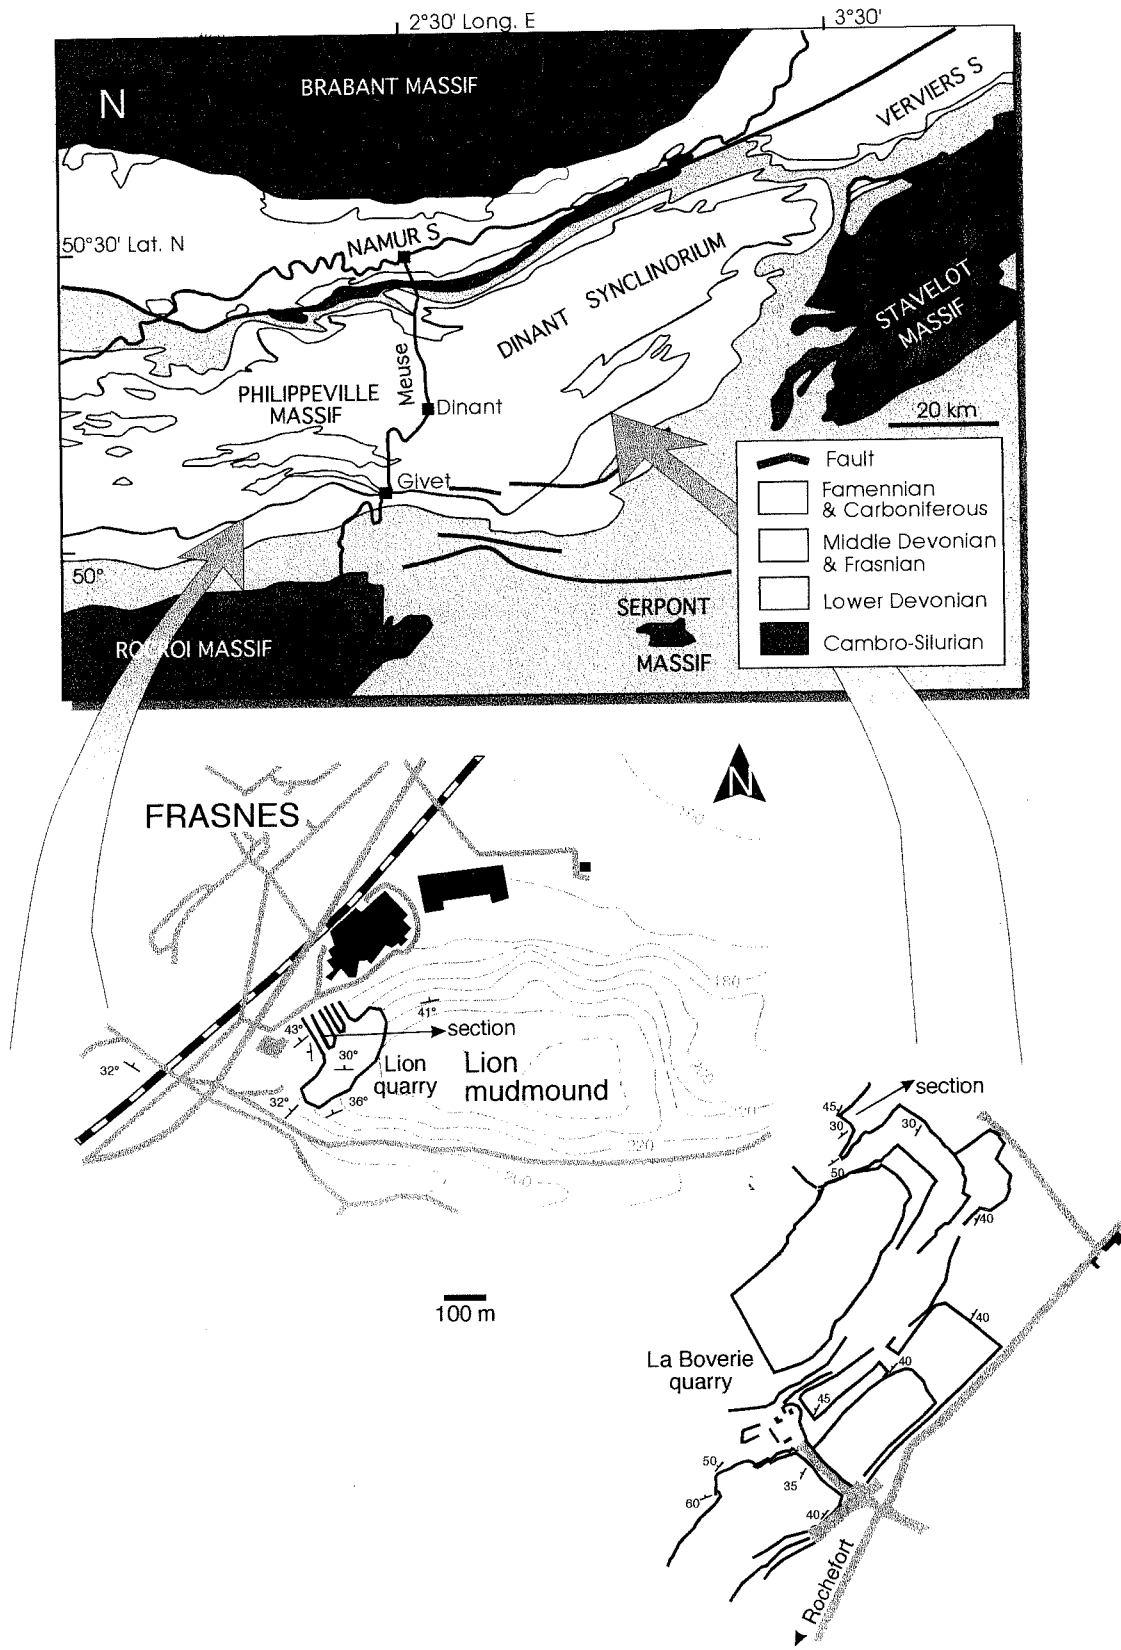 2°30' Long. E
3°30'
BRABANT MASSIF
N
VERVIERS S
50°30' Lat. N
NAMUR S
DINANT SYNCLINORIUM
STAVELOT
MASSIF
Meuse
PHILIPPEVILLE
MASSIF
Dinant
20 km
Givet
Fault
Famennian
& Carboniferous
Middle Devonian
& Frasnian
Lower Devonian
Cambro-Silurian
50°
SERPONT
MASSIF
ROCROI MASSIF
N
FRASNES
180
41°
43°
section
30°
Lion
quarry
Lion
mudmound
32°
32°
36°
220
100 m
section
45
30
30
50
40
40
La Boverie
quarry
40
45
50
35
60
40
Rochefort